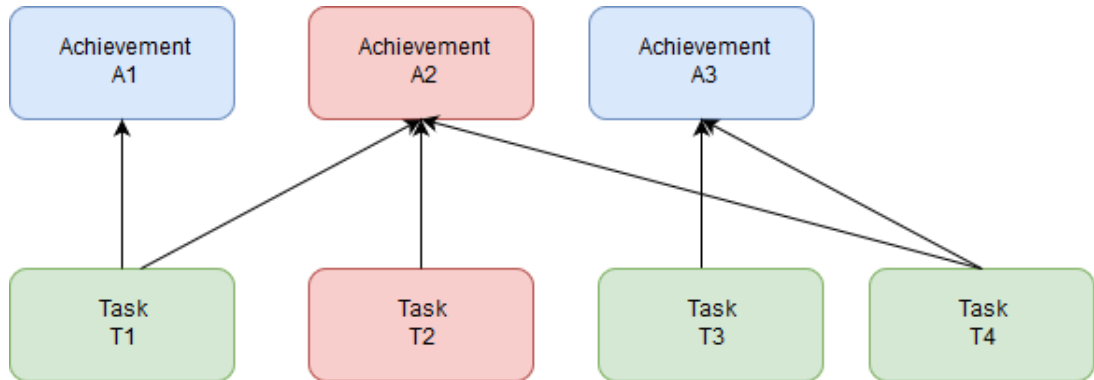 Achievement
A1
Achievement
A2
Achievement
A3
Task
T1
Task
T2
Task
T3
Task
T4